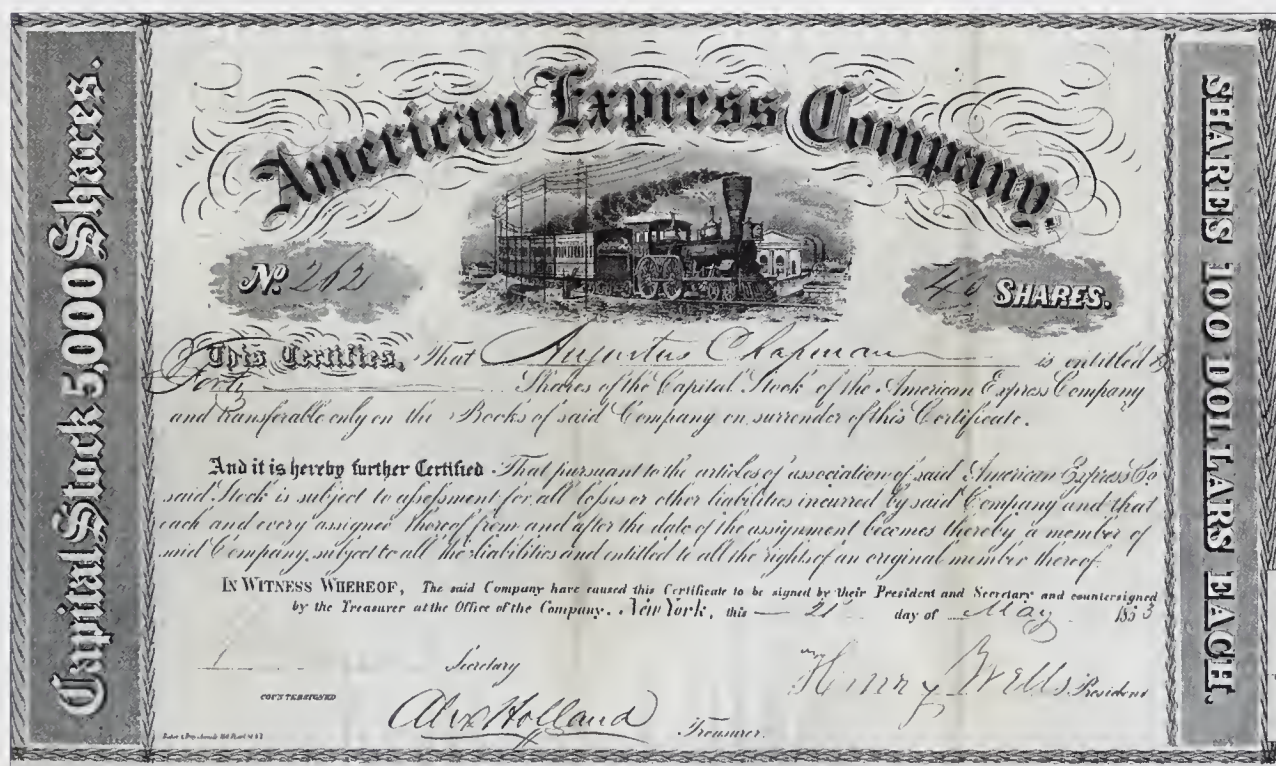 Capital Stock 5,000 Shares.
American Express Company.
No. 262
40 SHARES.
This Certifies, That Augustus Chapman is entitled to
Forty Shares of the Capital Stock of the American Express Company
and transferable only on the Books of said Company on surrender of this Certificate.
And it is hereby further Certified That pursuant to the articles of association of said American Express Co
said Stock is subject to assessment for all losses or other liabilities incurred by said Company and that
each and every assignee thereof from and after the date of the assignment becomes thereby a member of
said Company, subject to all the liabilities and entitled to all the rights of an original member thereof.
IN WITNESS WHEREOF, The said Company have caused this Certificate to be signed by their President and Secretary and countersigned
by the Treasurer at the Office of the Company. New York, this 21 day of May 1853
Secretary
Henry Wells President
COUNTERSIGNED
Alex Holland Treasurer.
SHARES 100 DOLLARS EACH.